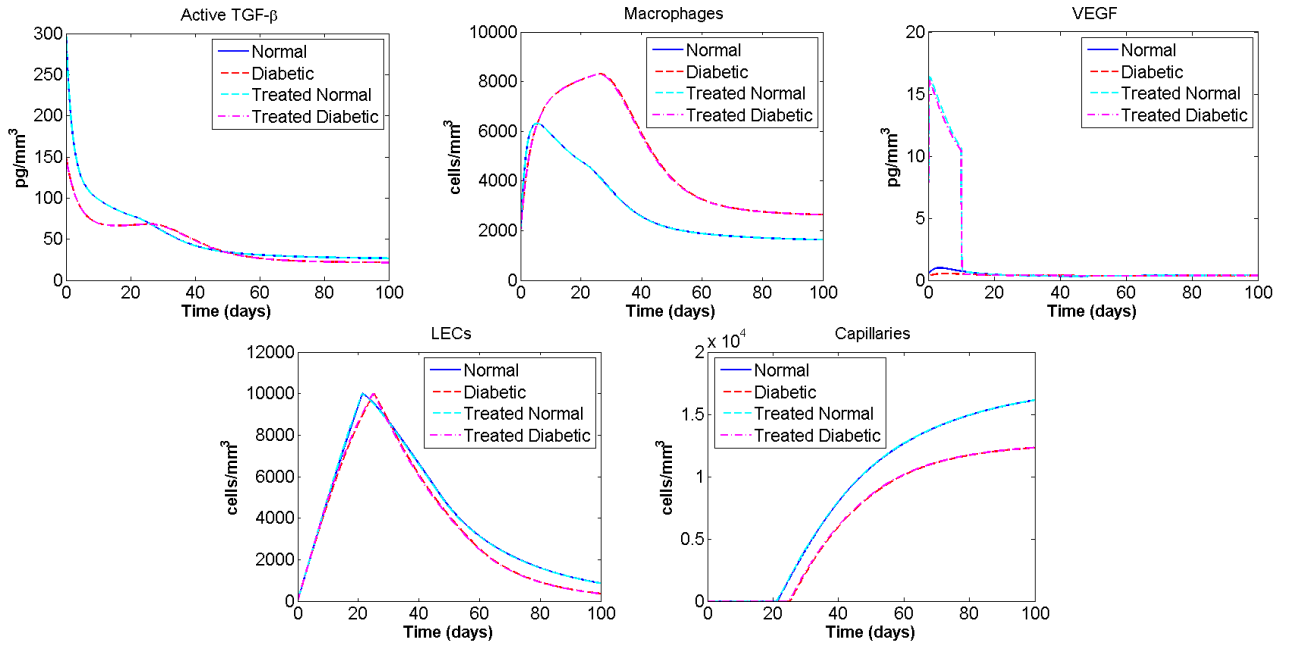 Active TGF-β
300
250
200
150
100
50
0
pg/mm³
0 20 40 60 80 100
Time (days)
Normal
Diabetic
Treated Normal
Treated Diabetic
Macrophages
10000
8000
6000
4000
2000
0
cells/mm³
0 20 40 60 80 100
Time (days)
Normal
Diabetic
Treated Normal
Treated Diabetic
VEGF
20
15
10
5
0
pg/mm³
0 20 40 60 80 100
Time (days)
Normal
Diabetic
Treated Normal
Treated Diabetic
LECs
12000
10000
8000
6000
4000
2000
0
cells/mm³
0 20 40 60 80 100
Time (days)
Normal
Diabetic
Treated Normal
Treated Diabetic
Capillaries
x 10⁴
2
1.5
1
0.5
0
cells/mm³
0 20 40 60 80 100
Time (days)
Normal
Diabetic
Treated Normal
Treated Diabetic